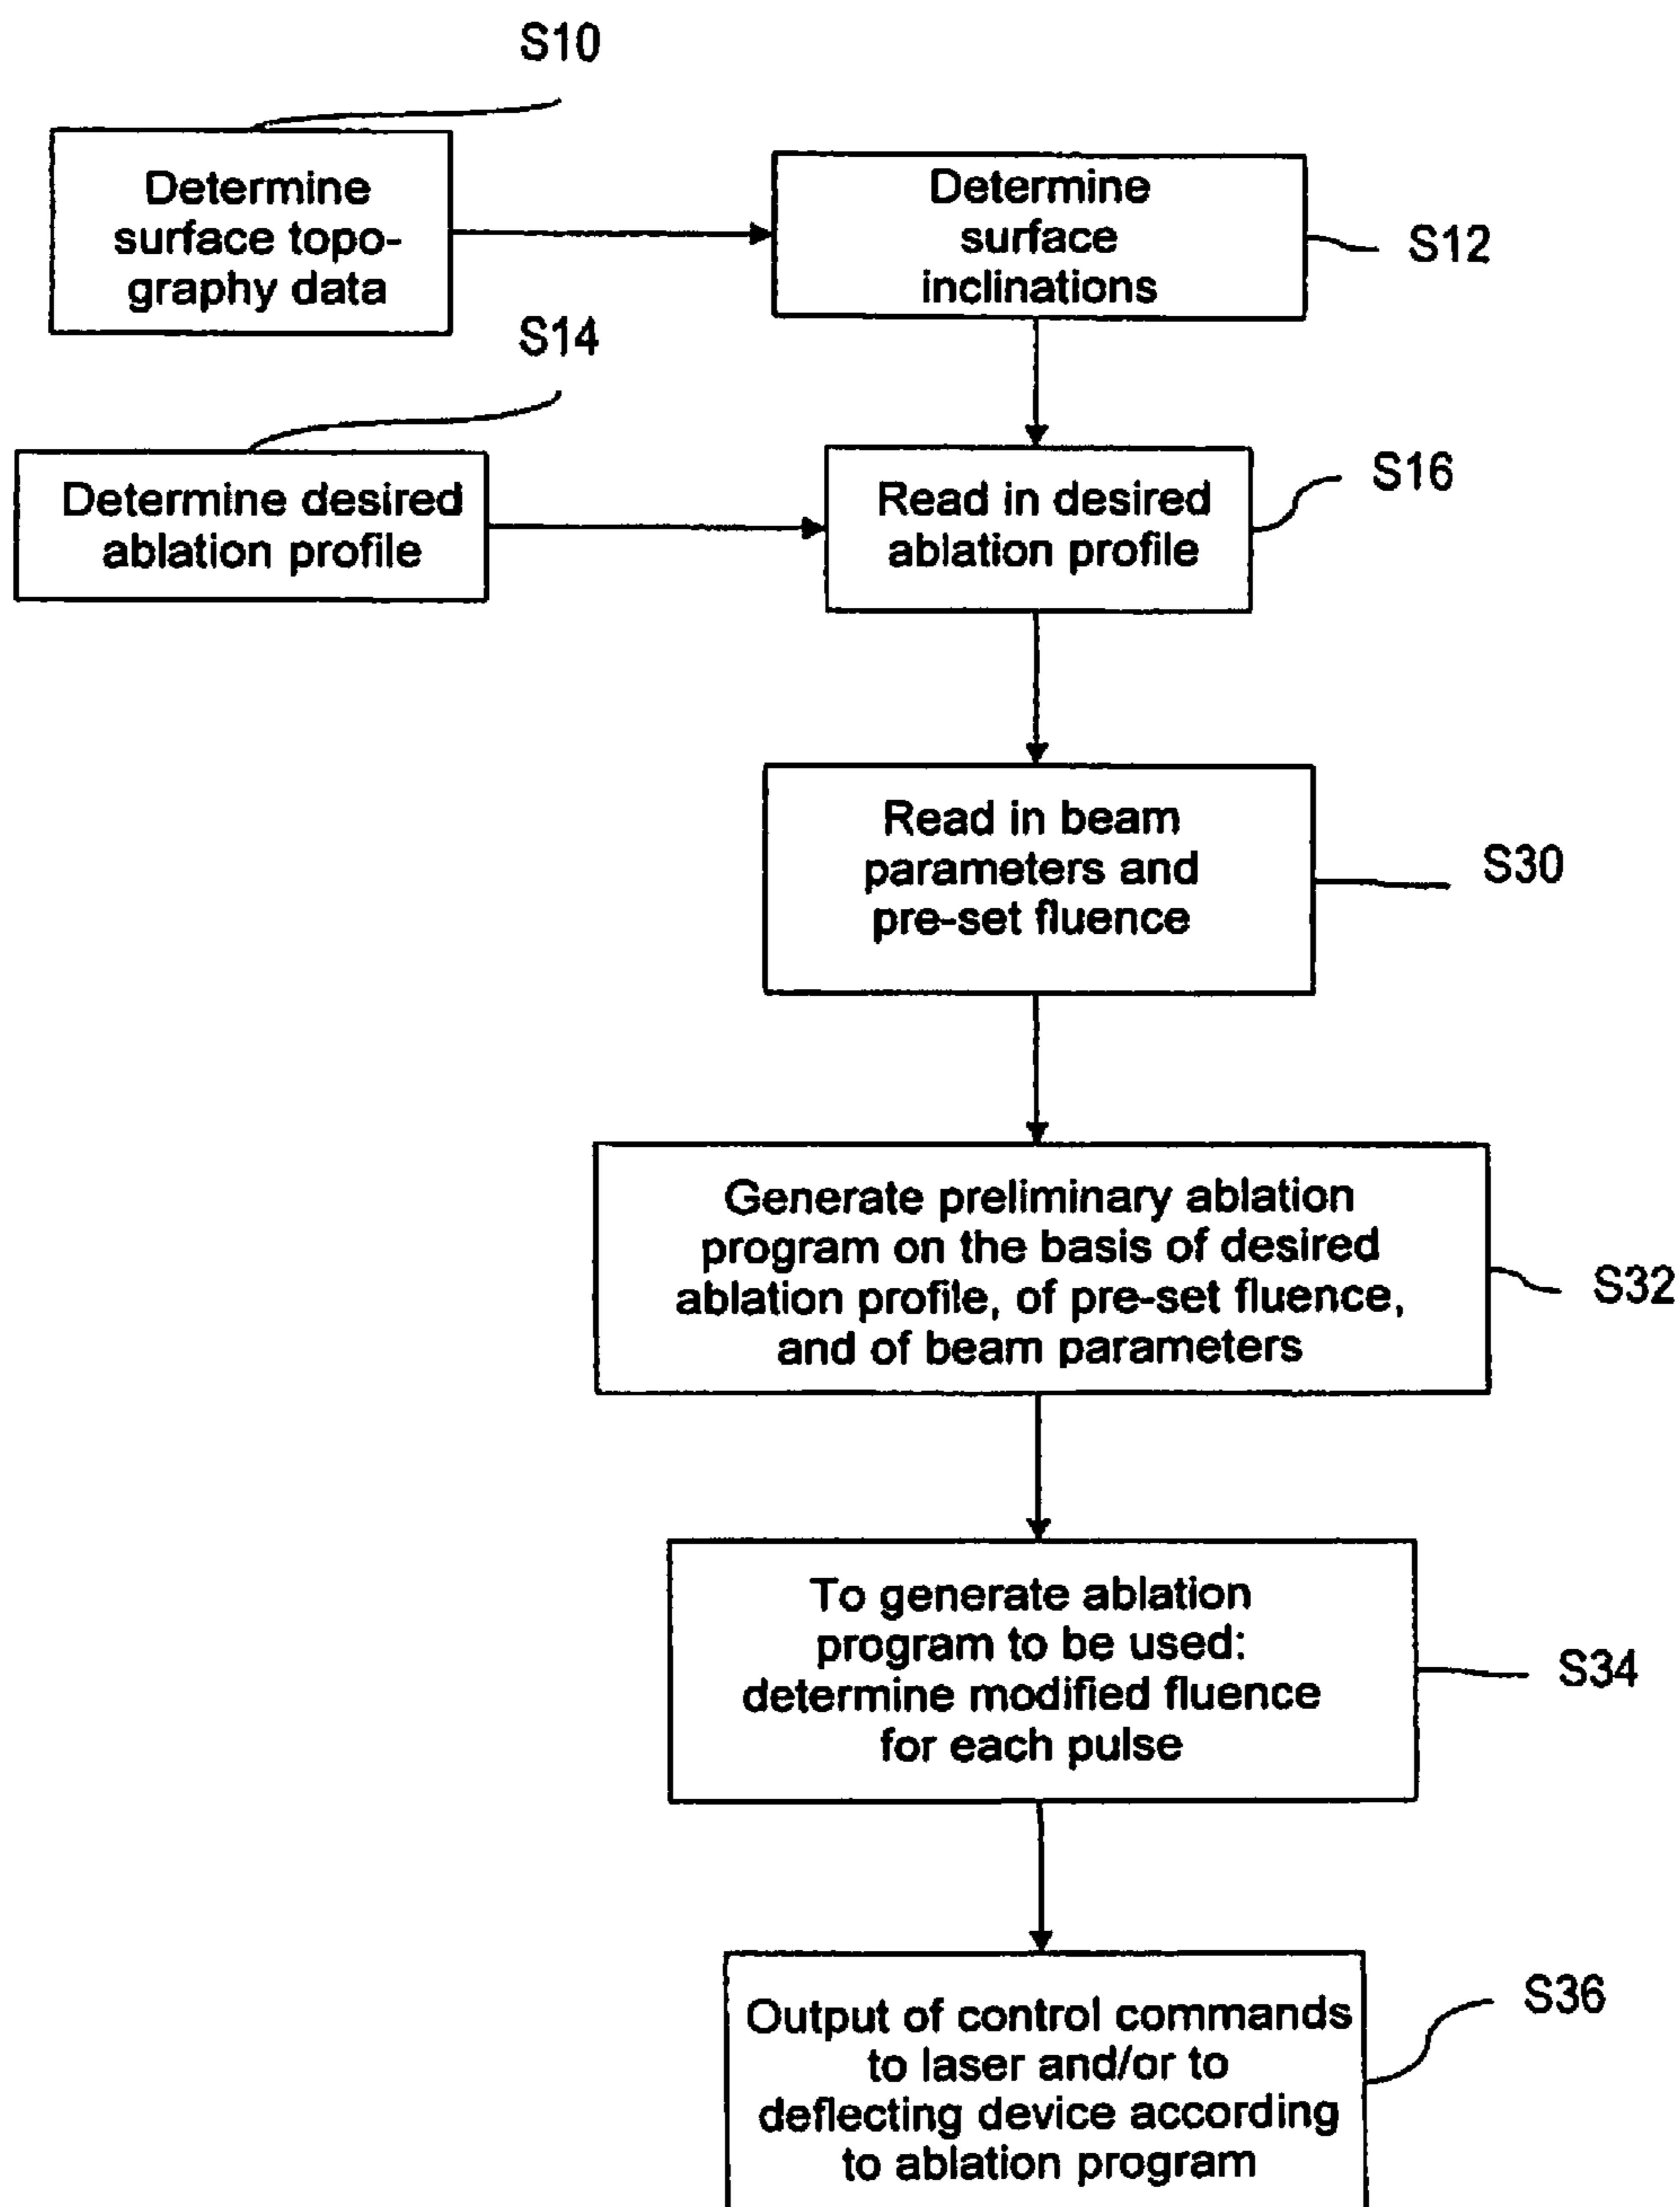 S10
Determine
surface topo-
graphy data
Determine
surface
inclinations
S12
S14
Determine desired
ablation profile
Read in desired
ablation profile
S16
Read in beam
parameters and
pre-set fluence
S30
Generate preliminary ablation
program on the basis of desired
ablation profile, of pre-set fluence,
and of beam parameters
S32
To generate ablation
program to be used:
determine modified fluence
for each pulse
S34
Output of control commands
to laser and/or to
deflecting device according
to ablation program
S36